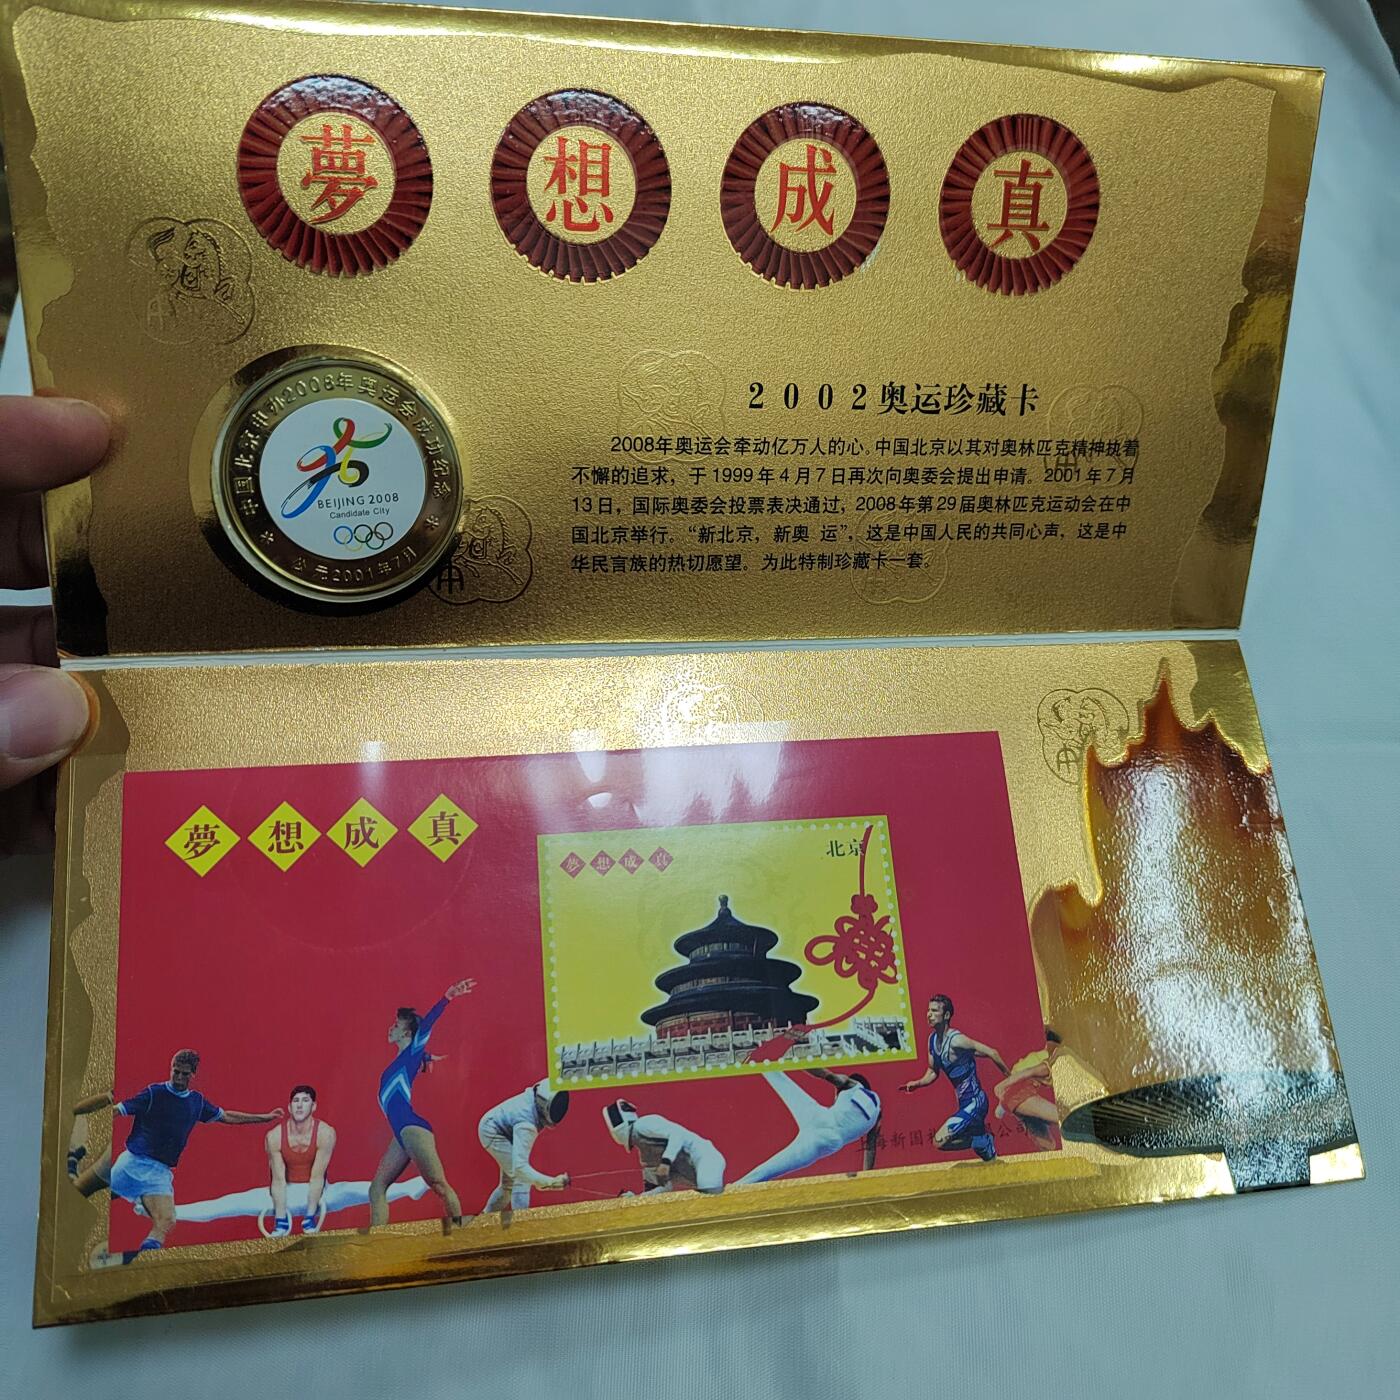 夢 想 成 真
中国北京申办2008年奥运会成功纪念
BEIJING 2008
Candidate City
公元2001年7月
2002奥运珍藏卡
2008年奥运会牵动亿万人的心。中国北京以其对奥林匹克精神执着
不懈的追求，于1999年4月7日再次向奥委会提出申请。2001年7月
13日，国际奥委会投票表决通过，2008年第29届奥林匹克运动会在中
国北京举行。“新北京，新奥 运”，这是中国人民的共同心声，这是中
华民言族的热切愿望。为此特制珍藏卡一套。
夢 想 成 真
夢 想 成 真
北京
上海新国礼
限公司